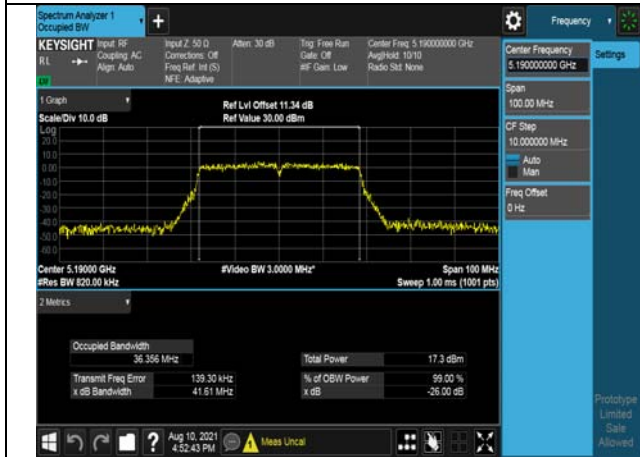 Spectrum Analyzer 1
Occupied BW
Frequency
KEYSIGHT
Input: RF
Coupling: AC
Align: Auto
Input Z: 50 Ω
Corrections: Off
Freq Ref: Int (S)
NFE: Adaptive
Atten: 30 dB
Trig: Free Run
Gate: Off
#IF Gain: Low
Center Freq: 5.190000000 GHz
Avg|Hold: 10/10
Radio Std: None
RL
Center Frequency
5.190000000 GHz
Settings
Span
100.00 MHz
CF Step
10.000000 MHz
Auto
Man
Freq Offset
0 Hz
1 Graph
Scale/Div 10.0 dB
Ref Lvl Offset 11.34 dB
Ref Value 30.00 dBm
Log
20.0
10.0
0.00
-10.0
-20.0
-30.0
-40.0
-50.0
-60.0
Center 5.19000 GHz
#Res BW 820.00 kHz
#Video BW 3.0000 MHz*
Span 100 MHz
Sweep 1.00 ms (1001 pts)
2 Metrics
Occupied Bandwidth
36.356 MHz
Total Power
17.3 dBm
Transmit Freq Error
139.30 kHz
% of OBW Power
99.00 %
x dB Bandwidth
41.61 MHz
x dB
-26.00 dB
Prototype
Limited
Sale
Allowed
Aug 10, 2021
4:52:43 PM
Meas Uncal